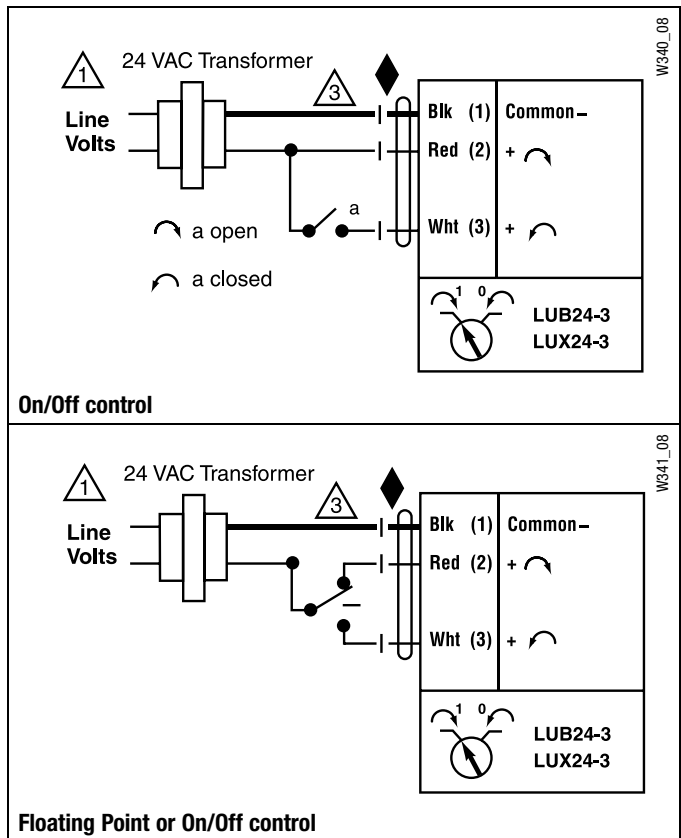 W340_08
24 VAC Transformer
1
3
Line
Volts
Blk (1) Common –
Red (2) +
a
Wht (3) +
a open
a closed
1 0
LUB24-3
LUX24-3
On/Off control
W341_08
24 VAC Transformer
1
3
Line
Volts
Blk (1) Common –
Red (2) +
Wht (3) +
1 0
LUB24-3
LUX24-3
Floating Point or On/Off control